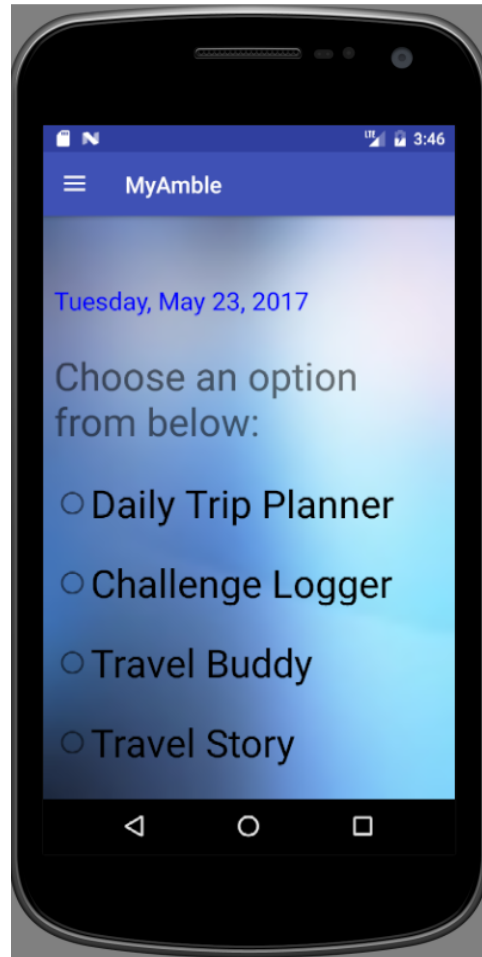 LTE 3:46
MyAmble
Tuesday, May 23, 2017
Choose an option
from below:
Daily Trip Planner
Challenge Logger
Travel Buddy
Travel Story